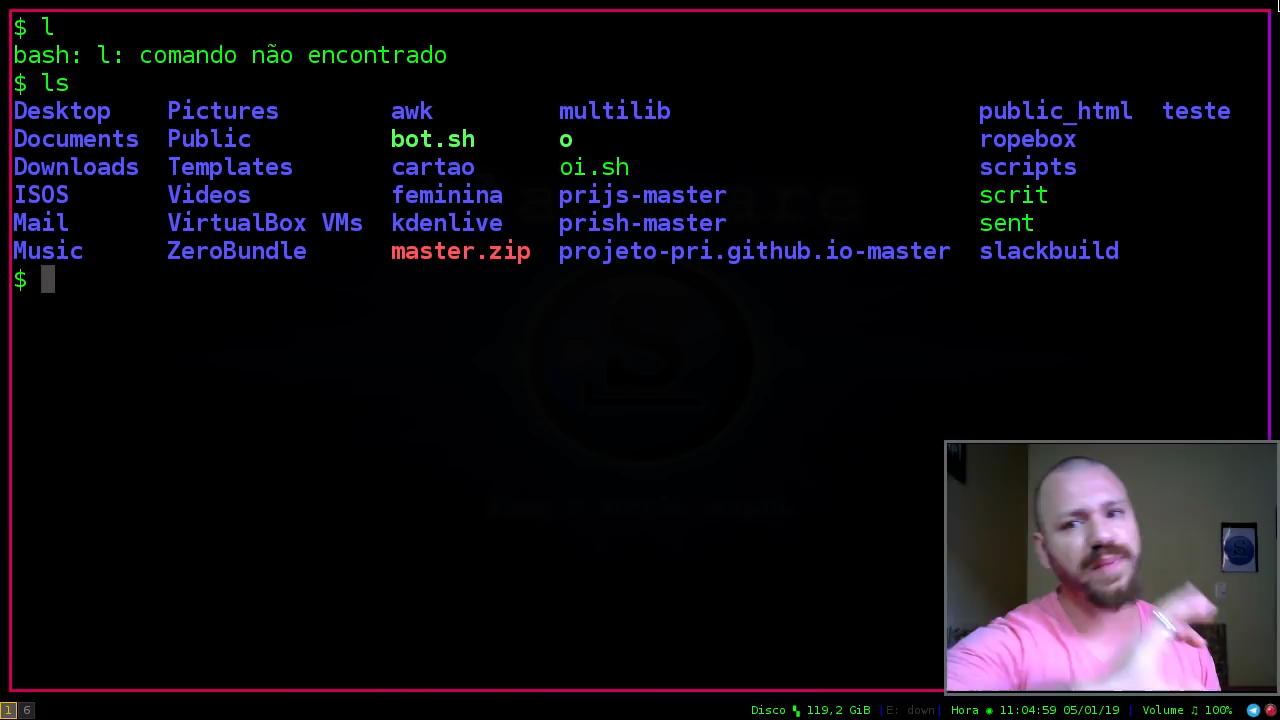 $ l
bash: l: comando não encontrado
$ ls
Desktop Pictures awk multilib public_html teste
Documents Public bot.sh o ropebox
Downloads Templates cartao oi.sh scripts
ISOS Videos feminina prijs-master scrit
Mail VirtualBox VMs kdenlive prish-master sent
Music ZeroBundle master.zip projeto-pri.github.io-master slackbuild
$
1 6 Disco 119,2 GiB |E: down| Hora ◉ 11:04:59 05/01/19 | Volume ♫ 100%